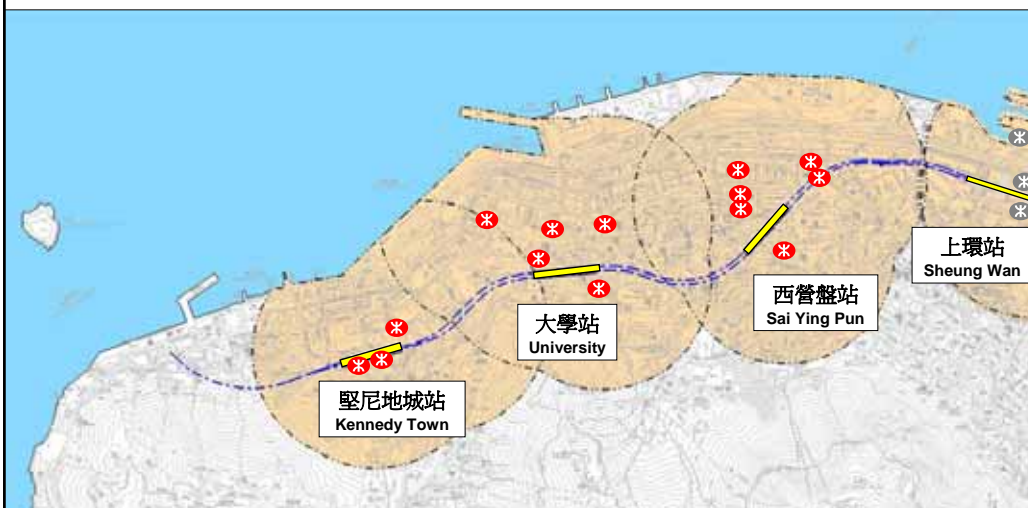 上環站
Sheung Wan
西營盤站
Sai Ying Pun
大學站
University
堅尼地城站
Kennedy Town